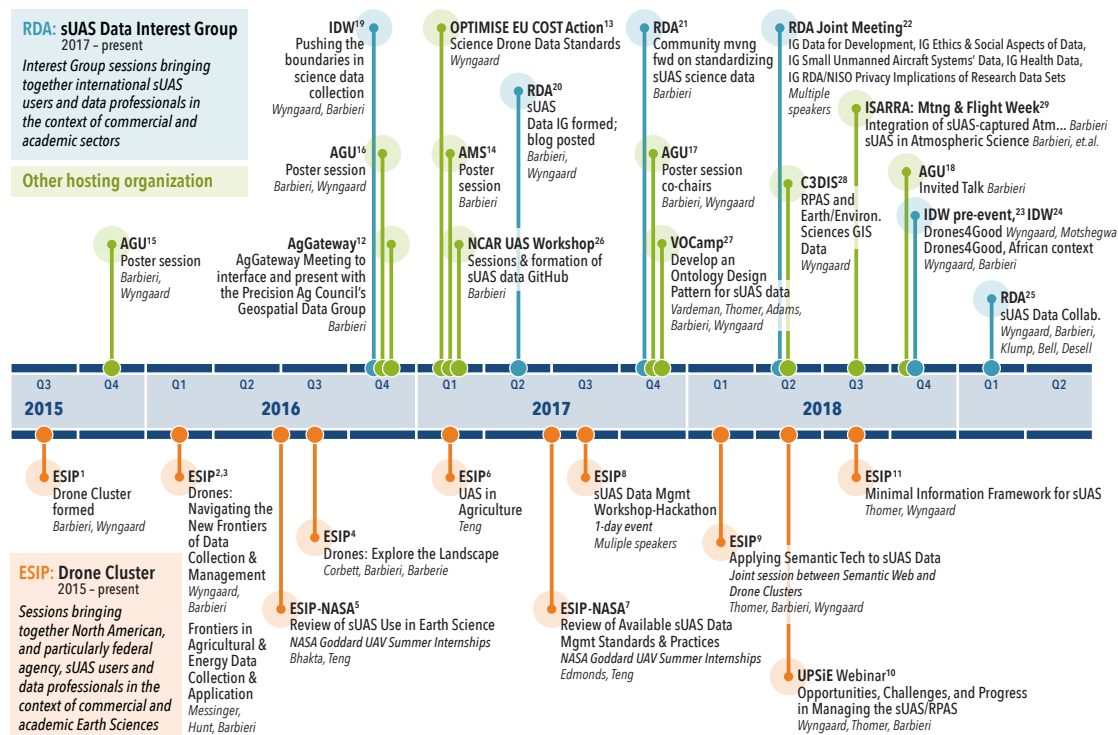 RDA: sUAS Data Interest Group
2017 – present
Interest Group sessions bringing
together international sUAS
users and data professionals in
the context of commercial and
academic sectors
Other hosting organization
IDW19
Pushing the
boundaries in
science data
collection
Wyngaard, Barbieri
OPTIMISE EU COST Action13
Science Drone Data Standards
Wyngaard
RDA20
sUAS
Data IG formed;
blog posted
Barbieri,
Wyngaard
RDA21
Community mvng
fwd on standardizing
sUAS science data
Barbieri
RDA Joint Meeting22
IG Data for Development, IG Ethics & Social Aspects of Data,
IG Small Unmanned Aircraft Systems' Data, IG Health Data,
IG RDA/NISO Privacy Implications of Research Data Sets
Multiple
speakers
ISARRA: Mtng & Flight Week29
Integration of sUAS-captured Atm... Barbieri
sUAS in Atmospheric Science Barbieri, et.al.
AGU16
Poster session
Barbieri, Wyngaard
AMS14
Poster
session
Barbieri
AGU17
Poster session
co-chairs
Barbieri, Wyngaard
C3DIS28
RPAS and
Earth/Environ.
Sciences GIS
Data
Wyngaard
AGU18
Invited Talk Barbieri
IDW pre-event,23 IDW24
Drones4Good Wyngaard, Motshegwa
Drones4Good, African context
Wyngaard, Barbieri
AGU15
Poster session
Barbieri,
Wyngaard
AgGateway12
AgGateway Meeting to
interface and present with
the Precision Ag Council's
Geospatial Data Group
Barbieri
NCAR UAS Workshop26
Sessions & formation of
sUAS data GitHub
Barbieri
VOCamp27
Develop an
Ontology Design
Pattern for sUAS data
Vardeman, Thomer, Adams,
Barbieri, Wyngaard
RDA25
sUAS Data Collab.
Wyngaard, Barbieri,
Klump, Bell, Desell
Q3 Q4 Q1 Q2 Q3 Q4 Q1 Q2 Q3 Q4 Q1 Q2 Q3 Q4 Q1 Q2
2015 2016 2017 2018
ESIP1
Drone Cluster
formed
Barbieri, Wyngaard
ESIP2,3
Drones:
Navigating the
New Frontiers
of Data
Collection &
Management
Wyngaard,
Barbieri
Frontiers in
Agricultural &
Energy Data
Collection &
Application
Messinger,
Hunt, Barbieri
ESIP4
Drones: Explore the Landscape
Corbett, Barbieri, Barberie
ESIP-NASA5
Review of sUAS Use in Earth Science
NASA Goddard UAV Summer Internships
Bhakta, Teng
ESIP6
UAS in
Agriculture
Teng
ESIP8
sUAS Data Mgmt
Workshop-Hackathon
1-day event
Muliple speakers
ESIP-NASA7
Review of Available sUAS Data
Mgmt Standards & Practices
NASA Goddard UAV Summer Internships
Edmonds, Teng
ESIP9
Applying Semantic Tech to sUAS Data
Joint session between Semantic Web and
Drone Clusters
Thomer, Barbieri, Wyngaard
ESIP11
Minimal Information Framework for sUAS
Thomer, Wyngaard
UPSiE Webinar10
Opportunities, Challenges, and Progress
in Managing the sUAS/RPAS
Wyngaard, Thomer, Barbieri
ESIP: Drone Cluster
2015 – present
Sessions bringing
together North American,
and particularly federal
agency, sUAS users and
data professionals in the
context of commercial and
academic Earth Sciences